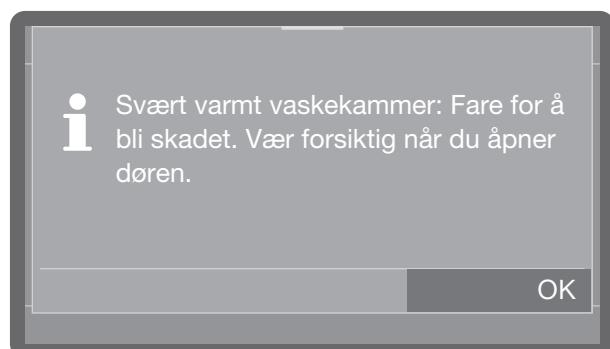 Svært varmt vaskekammer: Fare for å
bli skadet. Vær forsiktig når du åpner
døren.
OK